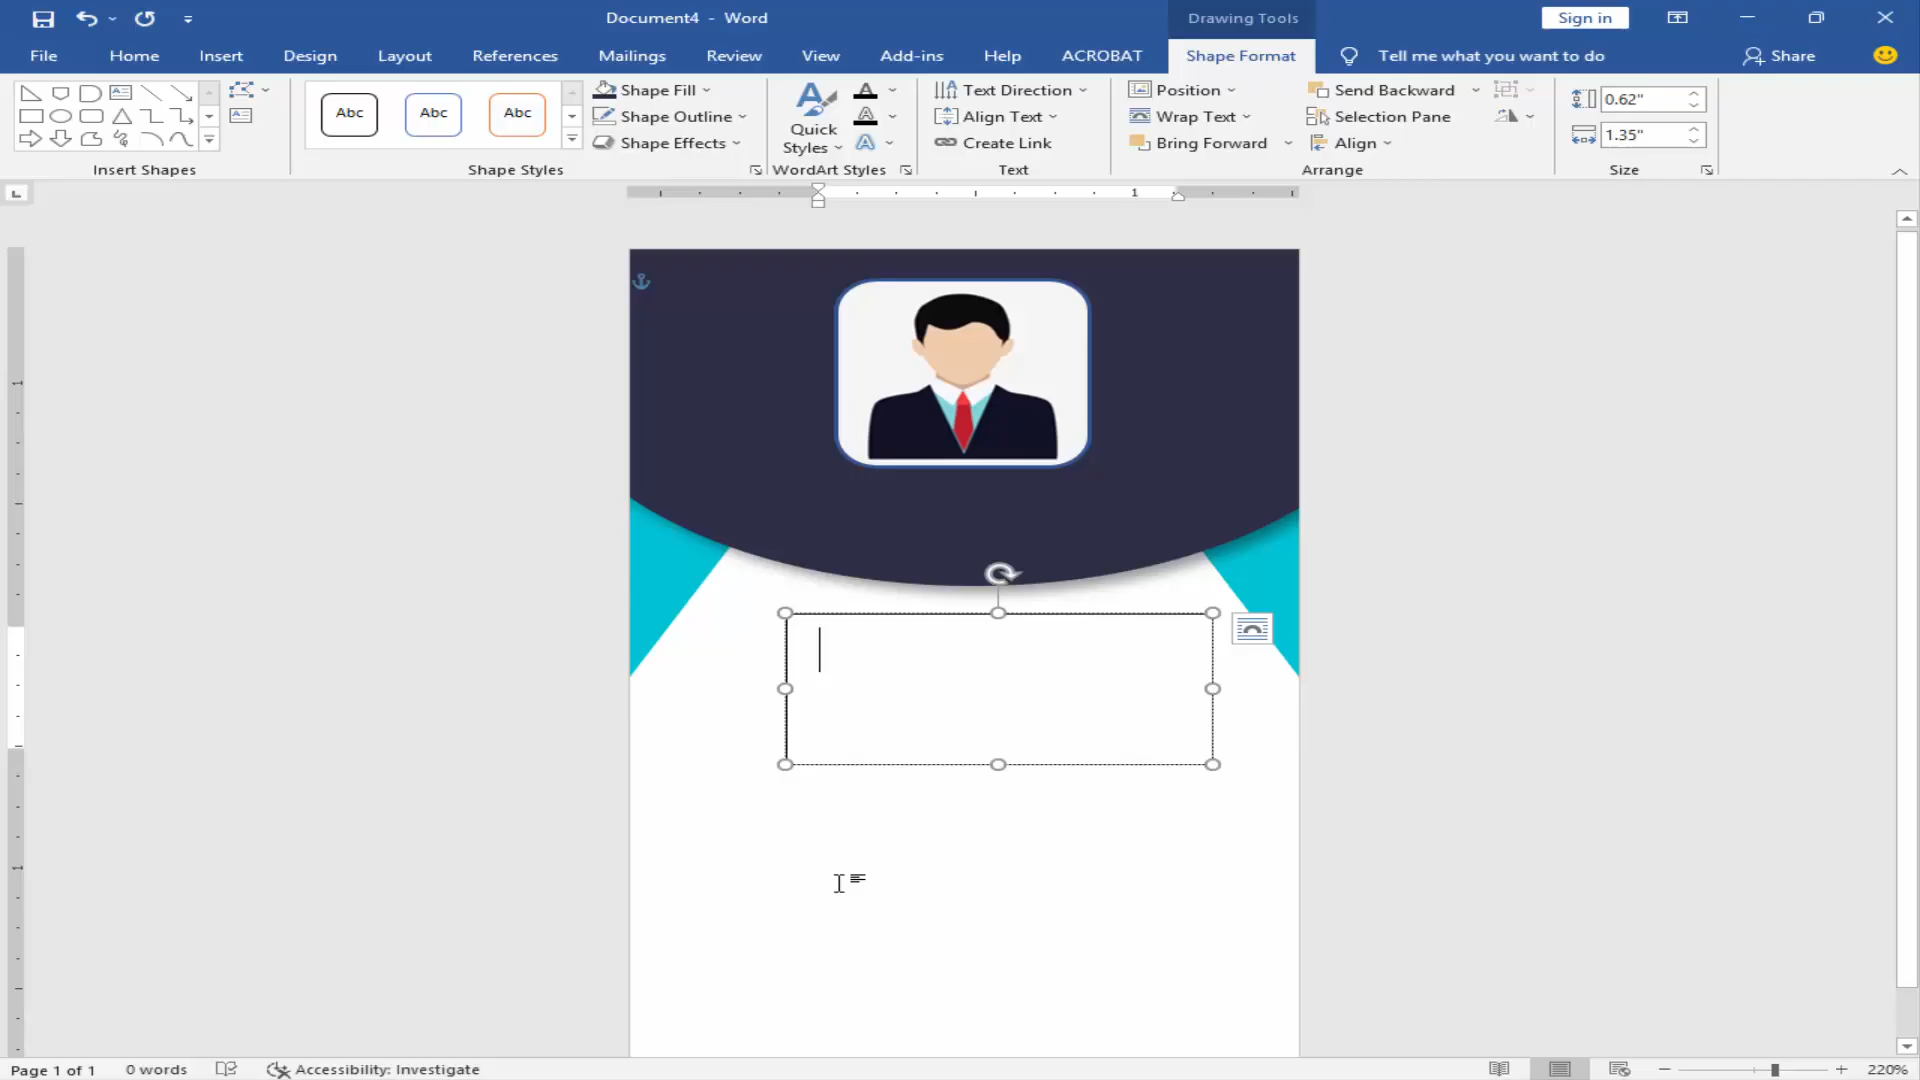 Document4 - Word
Drawing Tools
Sign in
File Home Insert Design Layout References Mailings Review View Add-ins Help ACROBAT Shape Format Tell me what you want to do Share
Abc Abc Abc
Shape Fill
Shape Outline
Shape Effects
Quick
Styles
Text Direction
Align Text
Create Link
Position
Wrap Text
Bring Forward
Send Backward
Selection Pane
Align
0.62"
1.35"
Insert Shapes Shape Styles WordArt Styles Text Arrange Size
1
1
1
Page 1 of 1 0 words Accessibility: Investigate 220%